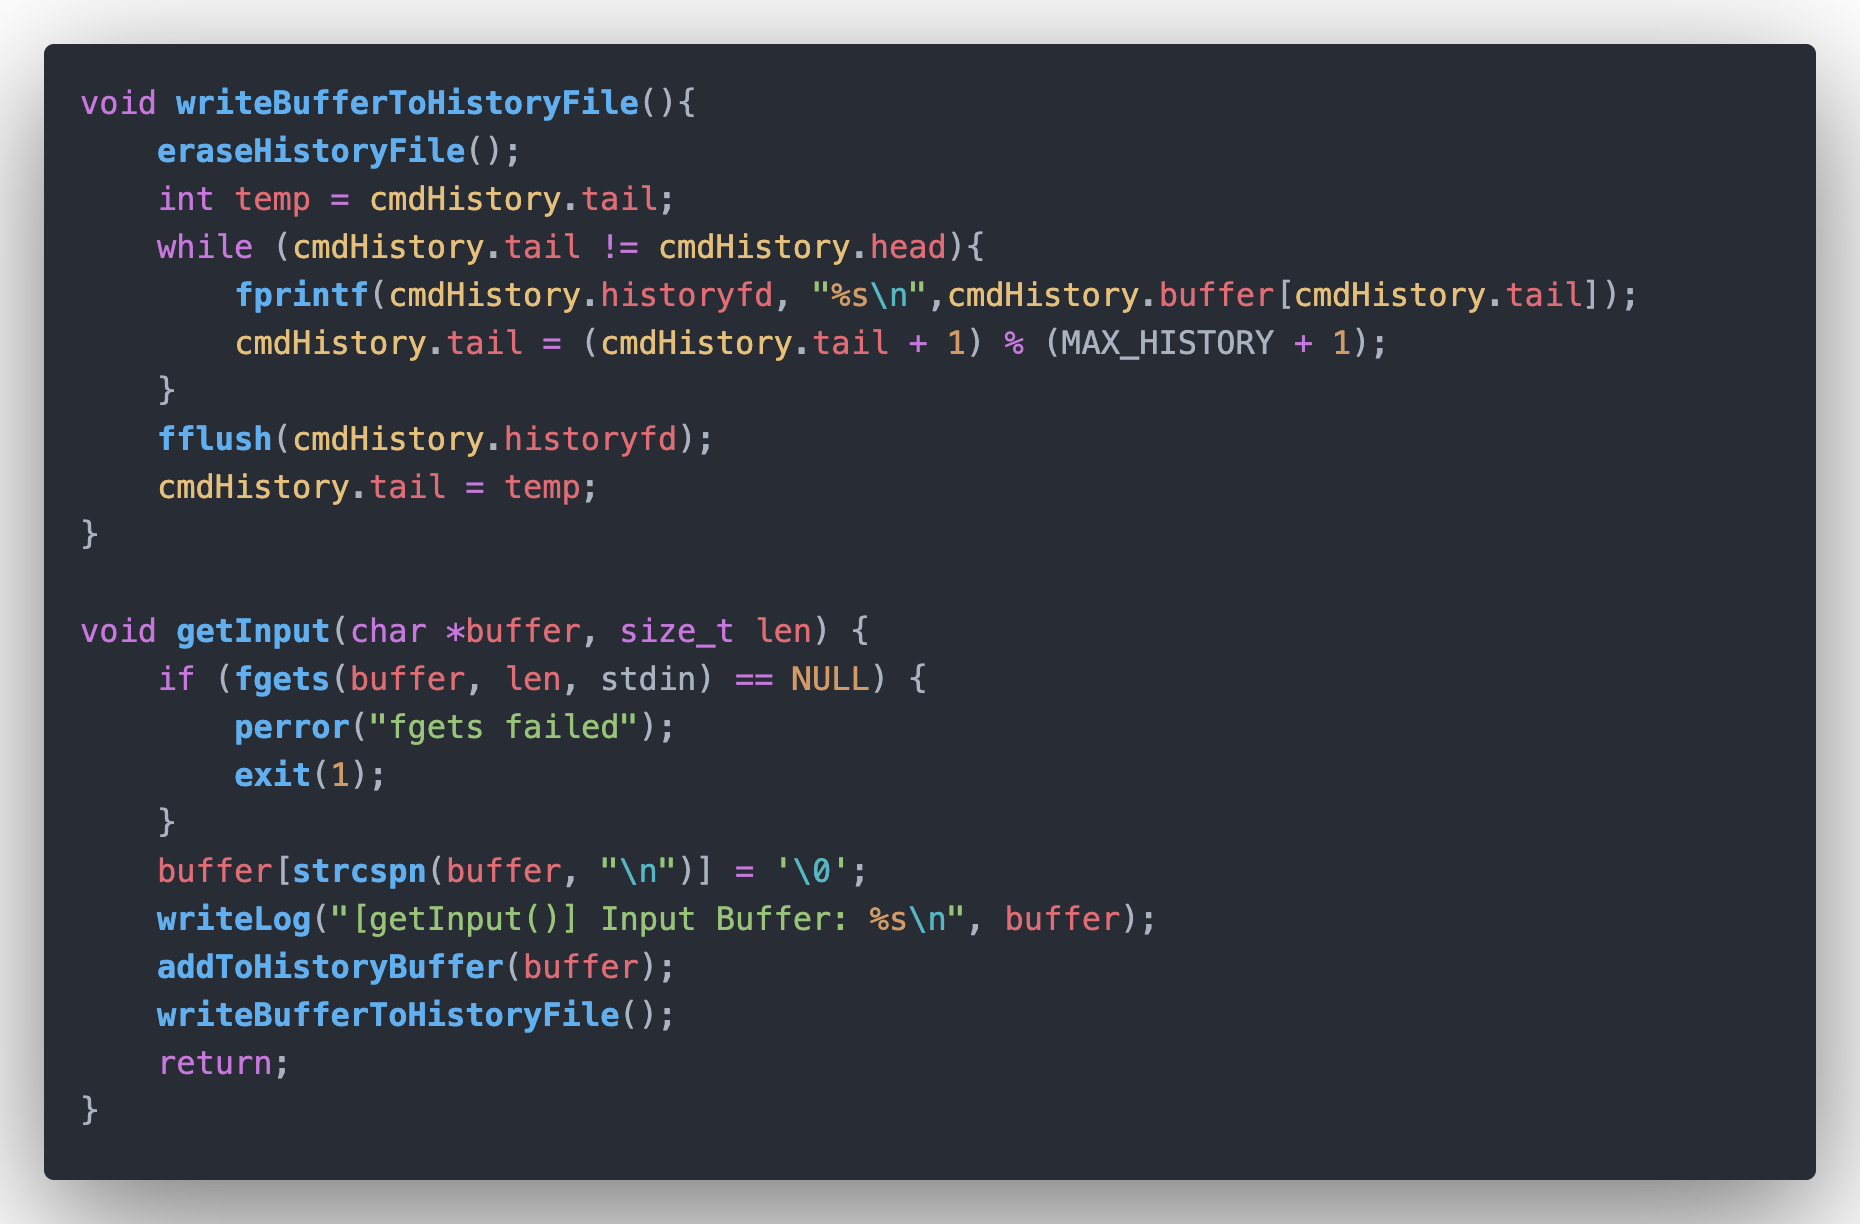 void writeBufferToHistoryFile(){
    eraseHistoryFile();
    int temp = cmdHistory.tail;
    while (cmdHistory.tail != cmdHistory.head){
        fprintf(cmdHistory.historyfd, "%s\n",cmdHistory.buffer[cmdHistory.tail]);
        cmdHistory.tail = (cmdHistory.tail + 1) % (MAX_HISTORY + 1);
    }
    fflush(cmdHistory.historyfd);
    cmdHistory.tail = temp;
}

void getInput(char *buffer, size_t len) {
    if (fgets(buffer, len, stdin) == NULL) {
        perror("fgets failed");
        exit(1);
    }
    buffer[strcspn(buffer, "\n")] = '\0';
    writeLog("[getInput()] Input Buffer: %s\n", buffer);
    addToHistoryBuffer(buffer);
    writeBufferToHistoryFile();
    return;
}